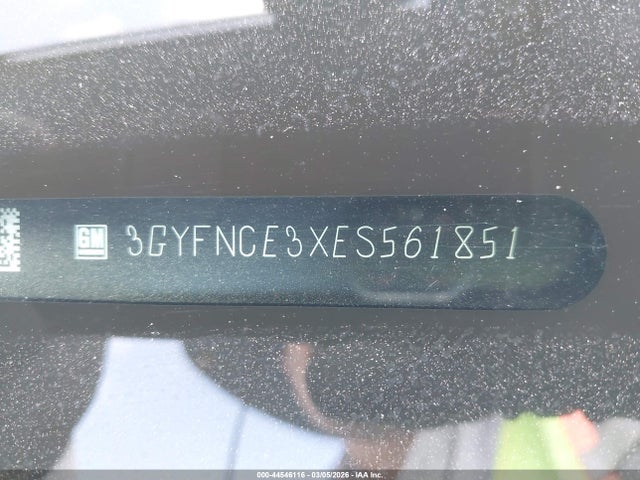 GM 3GYFNCE3XES561851
000-44546116 - 03/05/2026 - IAA Inc.